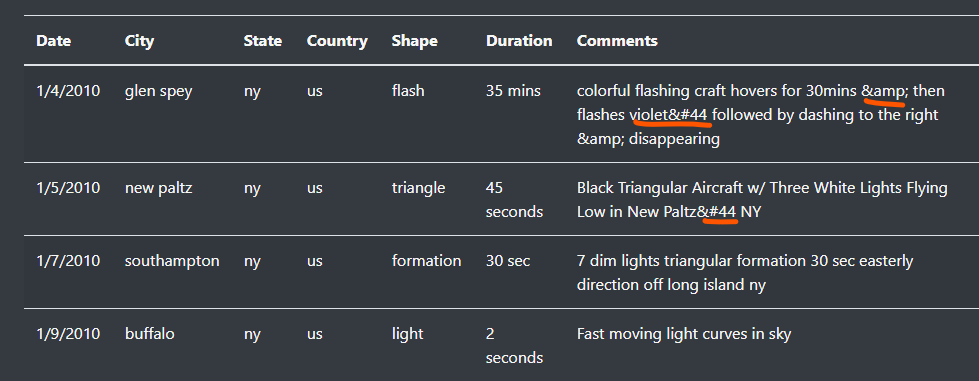 Date City State Country Shape Duration Comments
1/4/2010 glen spey ny us flash 35 mins colorful flashing craft hovers for 30mins &amp; then
flashes violet&#44 followed by dashing to the right
&amp; disappearing
1/5/2010 new paltz ny us triangle 45 Black Triangular Aircraft w/ Three White Lights Flying
seconds Low in New Paltz&#44 NY
1/7/2010 southampton ny us formation 30 sec 7 dim lights triangular formation 30 sec easterly
direction off long island ny
1/9/2010 buffalo ny us light 2 Fast moving light curves in sky
seconds